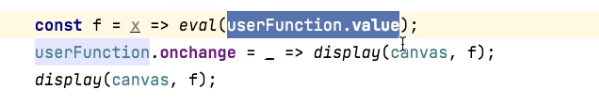 const f = x => eval(userFunction.value);
userFunction.onchange = _ => display(canvas, f);
display(canvas, f);